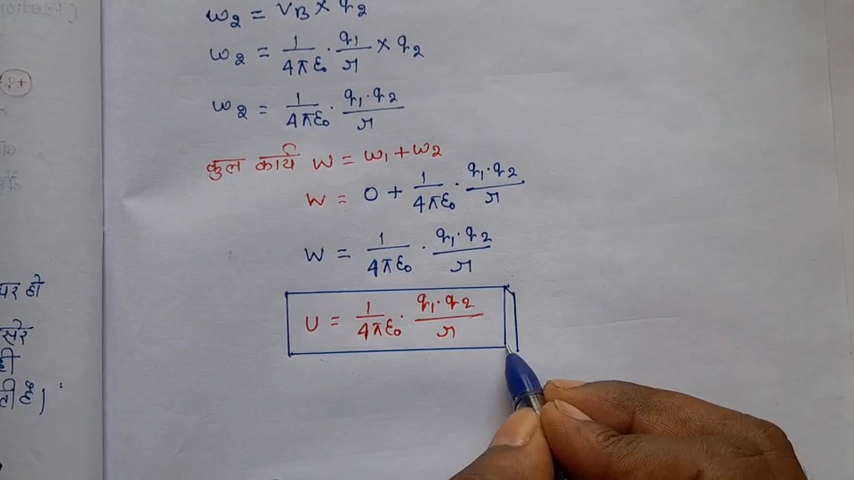 w₂ = V_B × q₂
w₂ = 1/4πε₀ · q₁/r × q₂
w₂ = 1/4πε₀ · q₁·q₂/r
कुल कार्य W = w₁ + w₂
W = 0 + 1/4πε₀ · q₁·q₂/r
W = 1/4πε₀ · q₁·q₂/r
U = 1/4πε₀ · q₁·q₂/r
पर हो